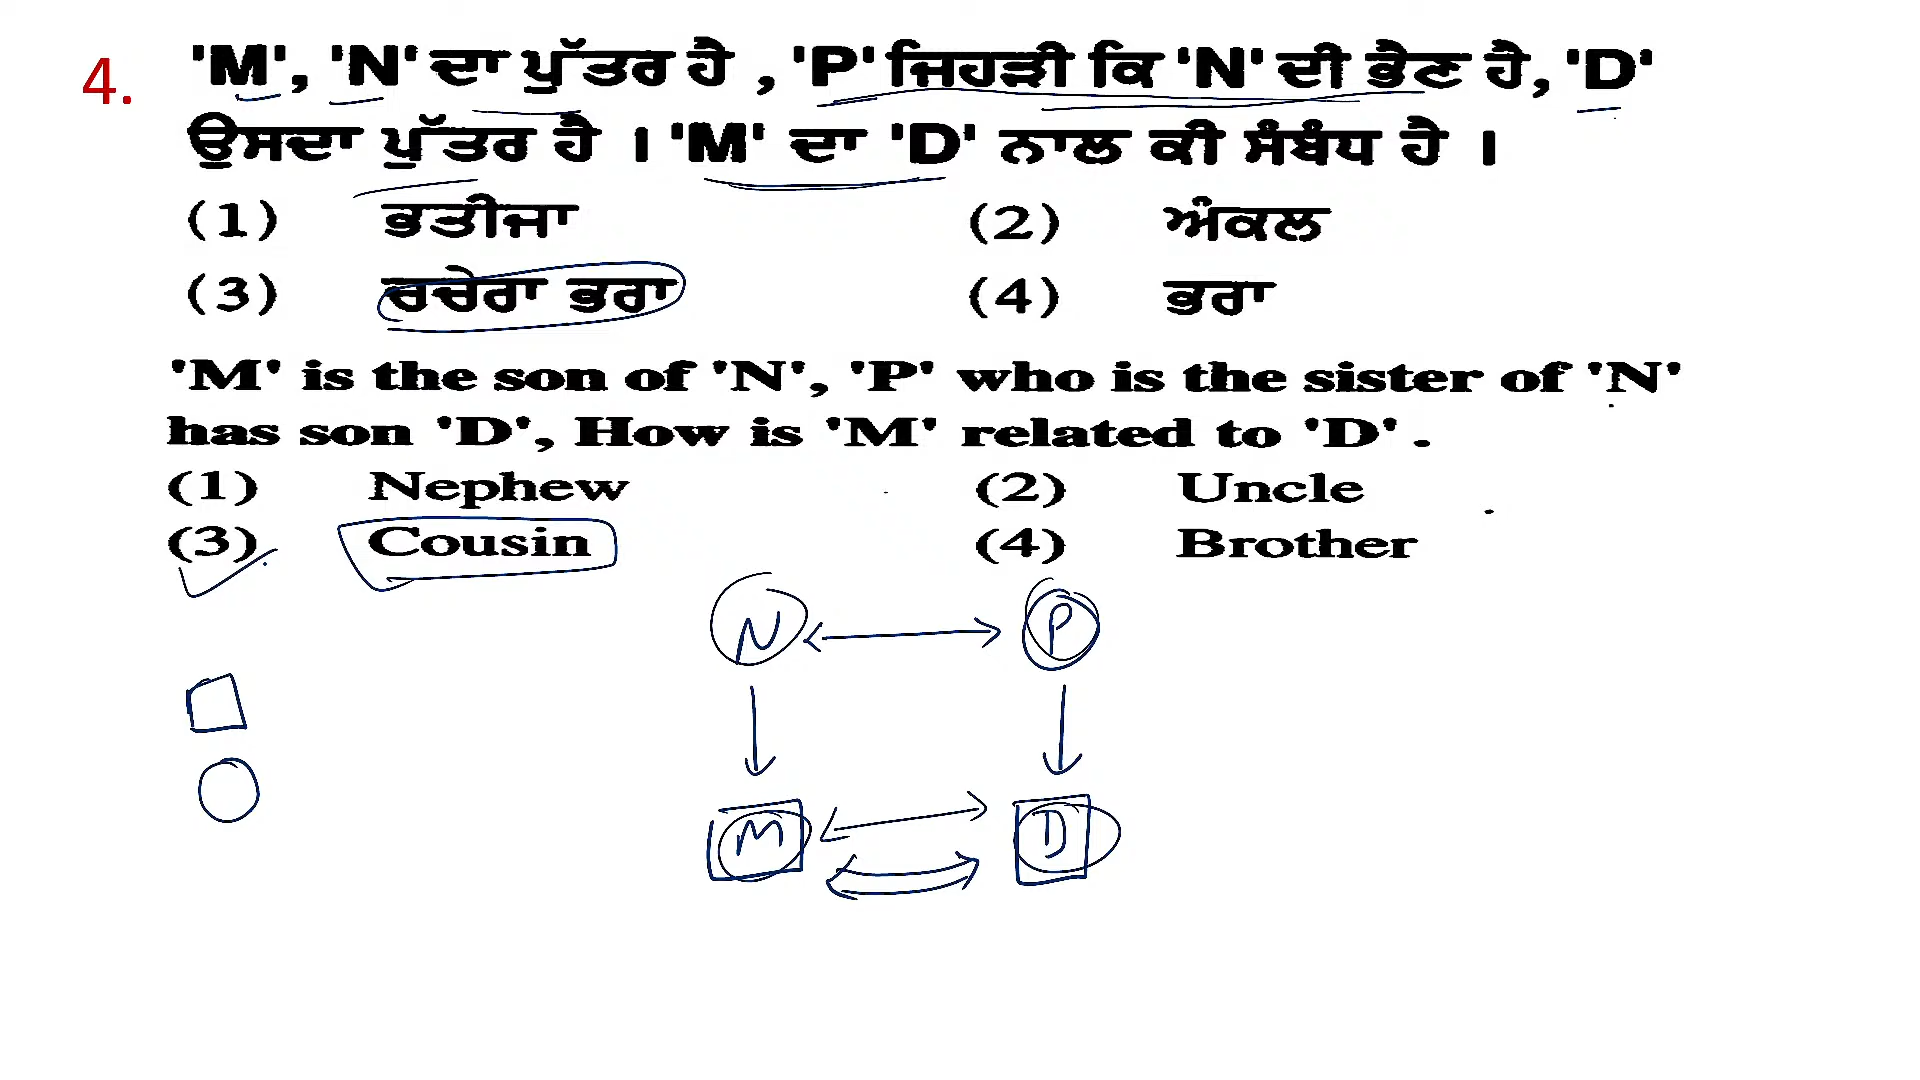 4. 'M', 'N' ਦਾ ਪੁੱਤਰ ਹੈ , 'P' ਜਿਹੜੀ ਕਿ 'N' ਦੀ ਭੈਣ ਹੈ, 'D'
ਉਸਦਾ ਪੁੱਤਰ ਹੈ । 'M' ਦਾ 'D' ਨਾਲ ਕੀ ਸੰਬੰਧ ਹੈ ।
(1) ਭਤੀਜਾ (2) ਅੰਕਲ
(3) ਚਚੇਰਾ ਭਰਾ (4) ਭਰਾ
'M' is the son of 'N', 'P' who is the sister of 'N'
has son 'D', How is 'M' related to 'D' .
(1) Nephew (2) Uncle
(3) Cousin (4) Brother
N P
M D